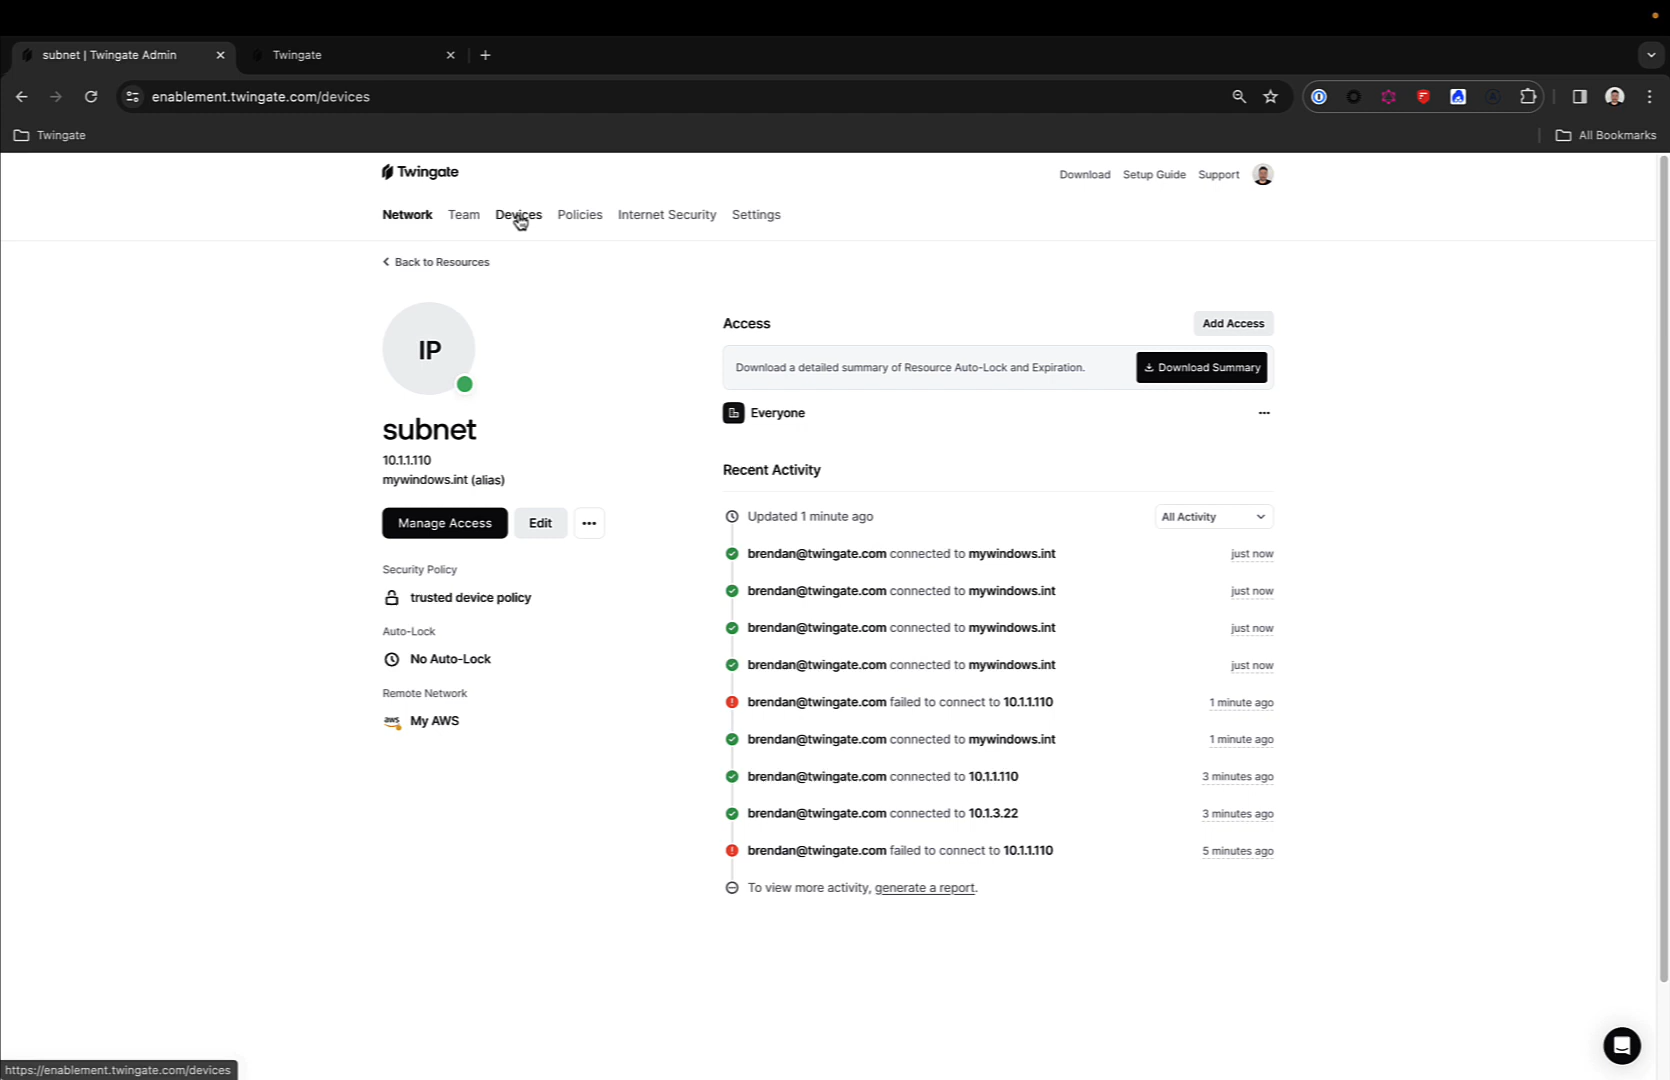 subnet | Twingate Admin
Twingate
enablement.twingate.com/devices
Twingate
All Bookmarks
Twingate
Download
Setup Guide
Support
Network
Team
Devices
Policies
Internet Security
Settings
Back to Resources
IP
subnet
10.1.1.110
mywindows.int (alias)
Manage Access
Edit
Security Policy
trusted device policy
Auto-Lock
No Auto-Lock
Remote Network
aws
My AWS
Access
Add Access
Download a detailed summary of Resource Auto-Lock and Expiration.
Download Summary
Everyone
Recent Activity
Updated 1 minute ago
All Activity
brendan@twingate.com connected to mywindows.int just now
brendan@twingate.com connected to mywindows.int just now
brendan@twingate.com connected to mywindows.int just now
brendan@twingate.com connected to mywindows.int just now
brendan@twingate.com failed to connect to 10.1.1.110 1 minute ago
brendan@twingate.com connected to mywindows.int 1 minute ago
brendan@twingate.com connected to 10.1.1.110 3 minutes ago
brendan@twingate.com connected to 10.1.3.22 3 minutes ago
brendan@twingate.com failed to connect to 10.1.1.110 5 minutes ago
To view more activity, generate a report.
https://enablement.twingate.com/devices